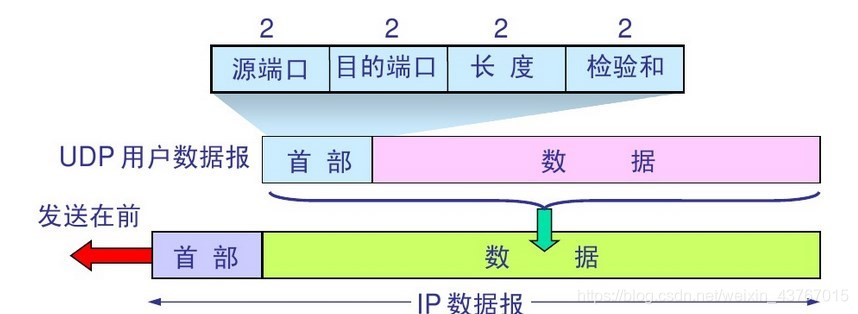 2 2 2 2
源端口 目的端口 长 度 检验和
UDP 用户数据报 首 部 数 据
发送在前
首 部 数 据
IP 数据报
https://blog.csdn.net/weixin_43767015